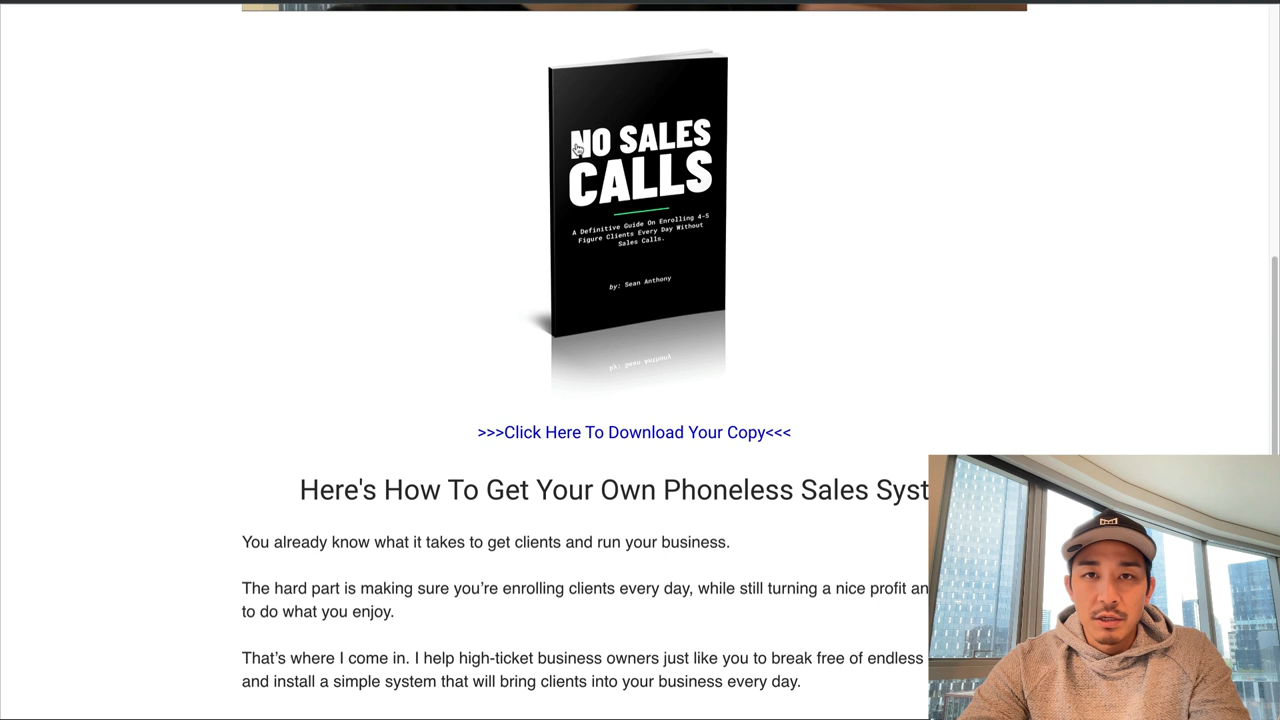 NO SALES
CALLS
A Definitive Guide On Enrolling 4-5
Figure Clients Every Day Without
Sales Calls.
by: Sean Anthony
>>>Click Here To Download Your Copy<<<
Here's How To Get Your Own Phoneless Sales Syst
You already know what it takes to get clients and run your business.
The hard part is making sure you’re enrolling clients every day, while still turning a nice profit an
to do what you enjoy.
That’s where I come in. I help high-ticket business owners just like you to break free of endless
and install a simple system that will bring clients into your business every day.